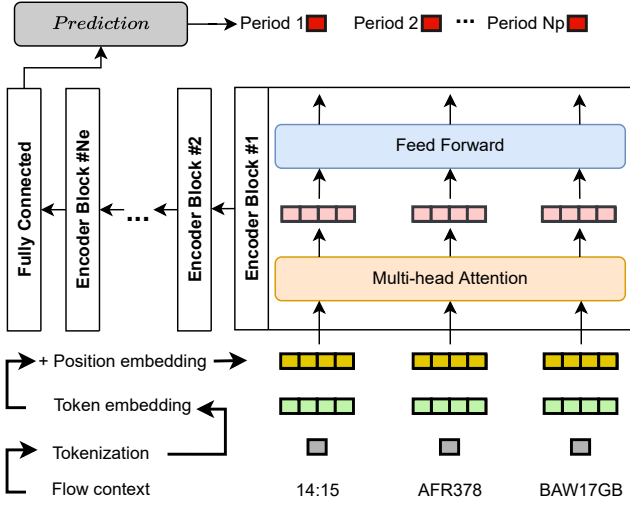 Prediction
Period 1
Period 2
...
Period Np
Fully Connected
Encoder Block #Ne
...
Encoder Block #2
Encoder Block #1
Feed Forward
Multi-head Attention
+ Position embedding
Token embedding
Tokenization
Flow context
14:15
AFR378
BAW17GB